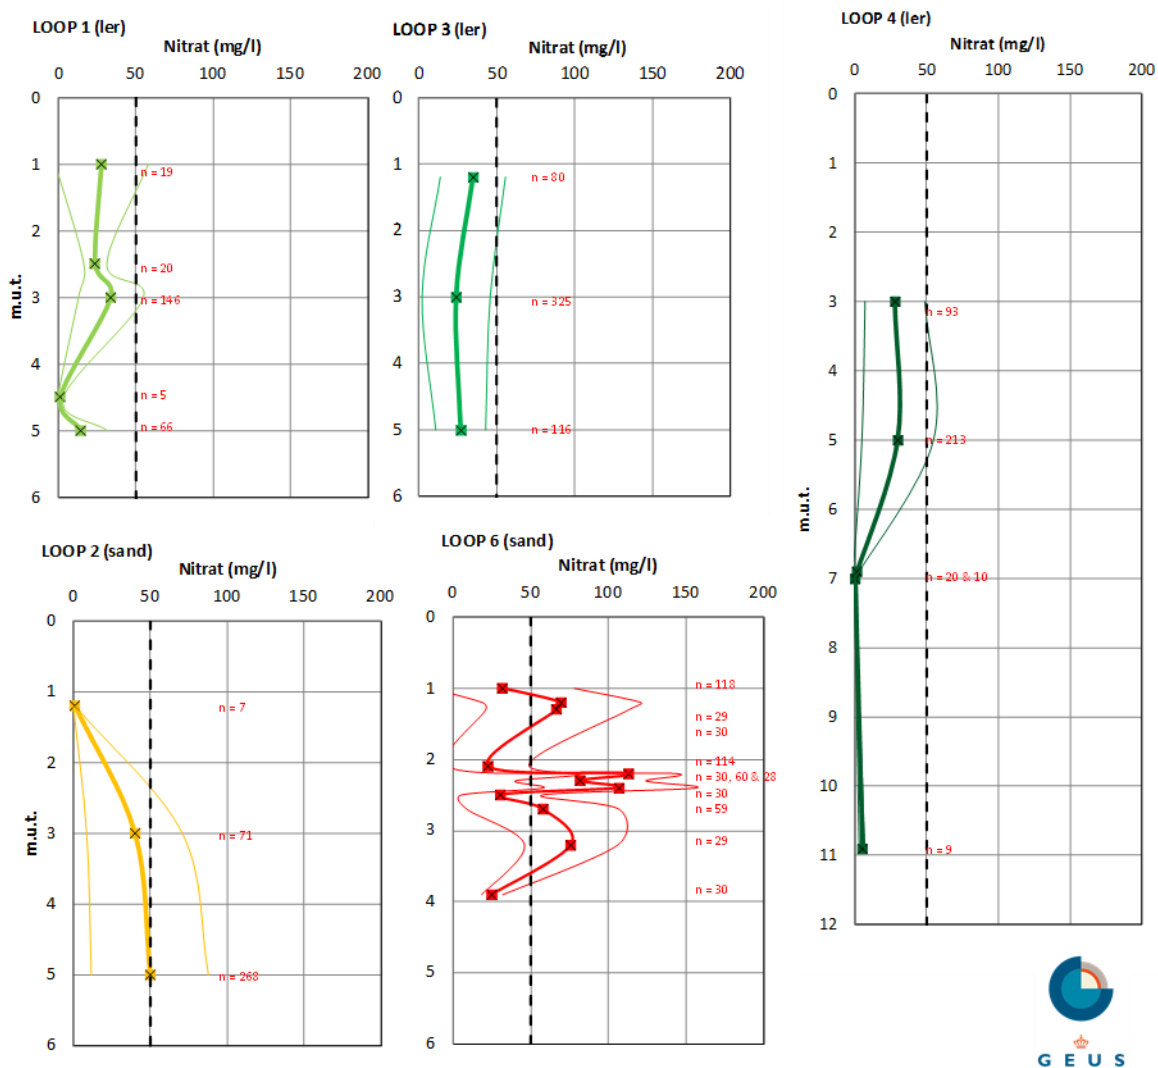 LOOP 1 (ler)
Nitrat (mg/l)
0 50 100 150 200
0
1
2
3
4
5
6
m.u.t.
n = 19
n = 20
n = 146
n = 5
n = 66
LOOP 3 (ler)
Nitrat (mg/l)
0 50 100 150 200
0
1
2
3
4
5
6
n = 80
n = 325
n = 116
LOOP 4 (ler)
Nitrat (mg/l)
0 50 100 150 200
0
1
2
3
4
5
6
7
8
9
10
11
12
m.u.t.
n = 93
n = 213
n = 20 & 10
n = 9
LOOP 2 (sand)
Nitrat (mg/l)
0 50 100 150 200
0
1
2
3
4
5
6
m.u.t.
n = 7
n = 71
n = 268
LOOP 6 (sand)
Nitrat (mg/l)
0 50 100 150 200
0
1
2
3
4
5
6
n = 118
n = 29
n = 30
n = 114
n = 30, 60 & 28
n = 30
n = 59
n = 29
n = 30
G E U S